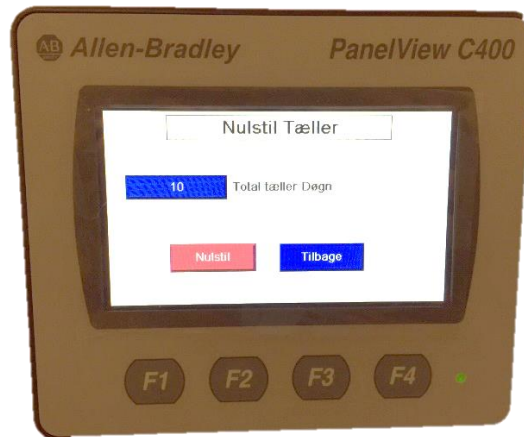 AB Allen-Bradley PanelView C400
Nulstil Tæller
10 Total tæller Døgn
Nulstil Tilbage
F1 F2 F3 F4